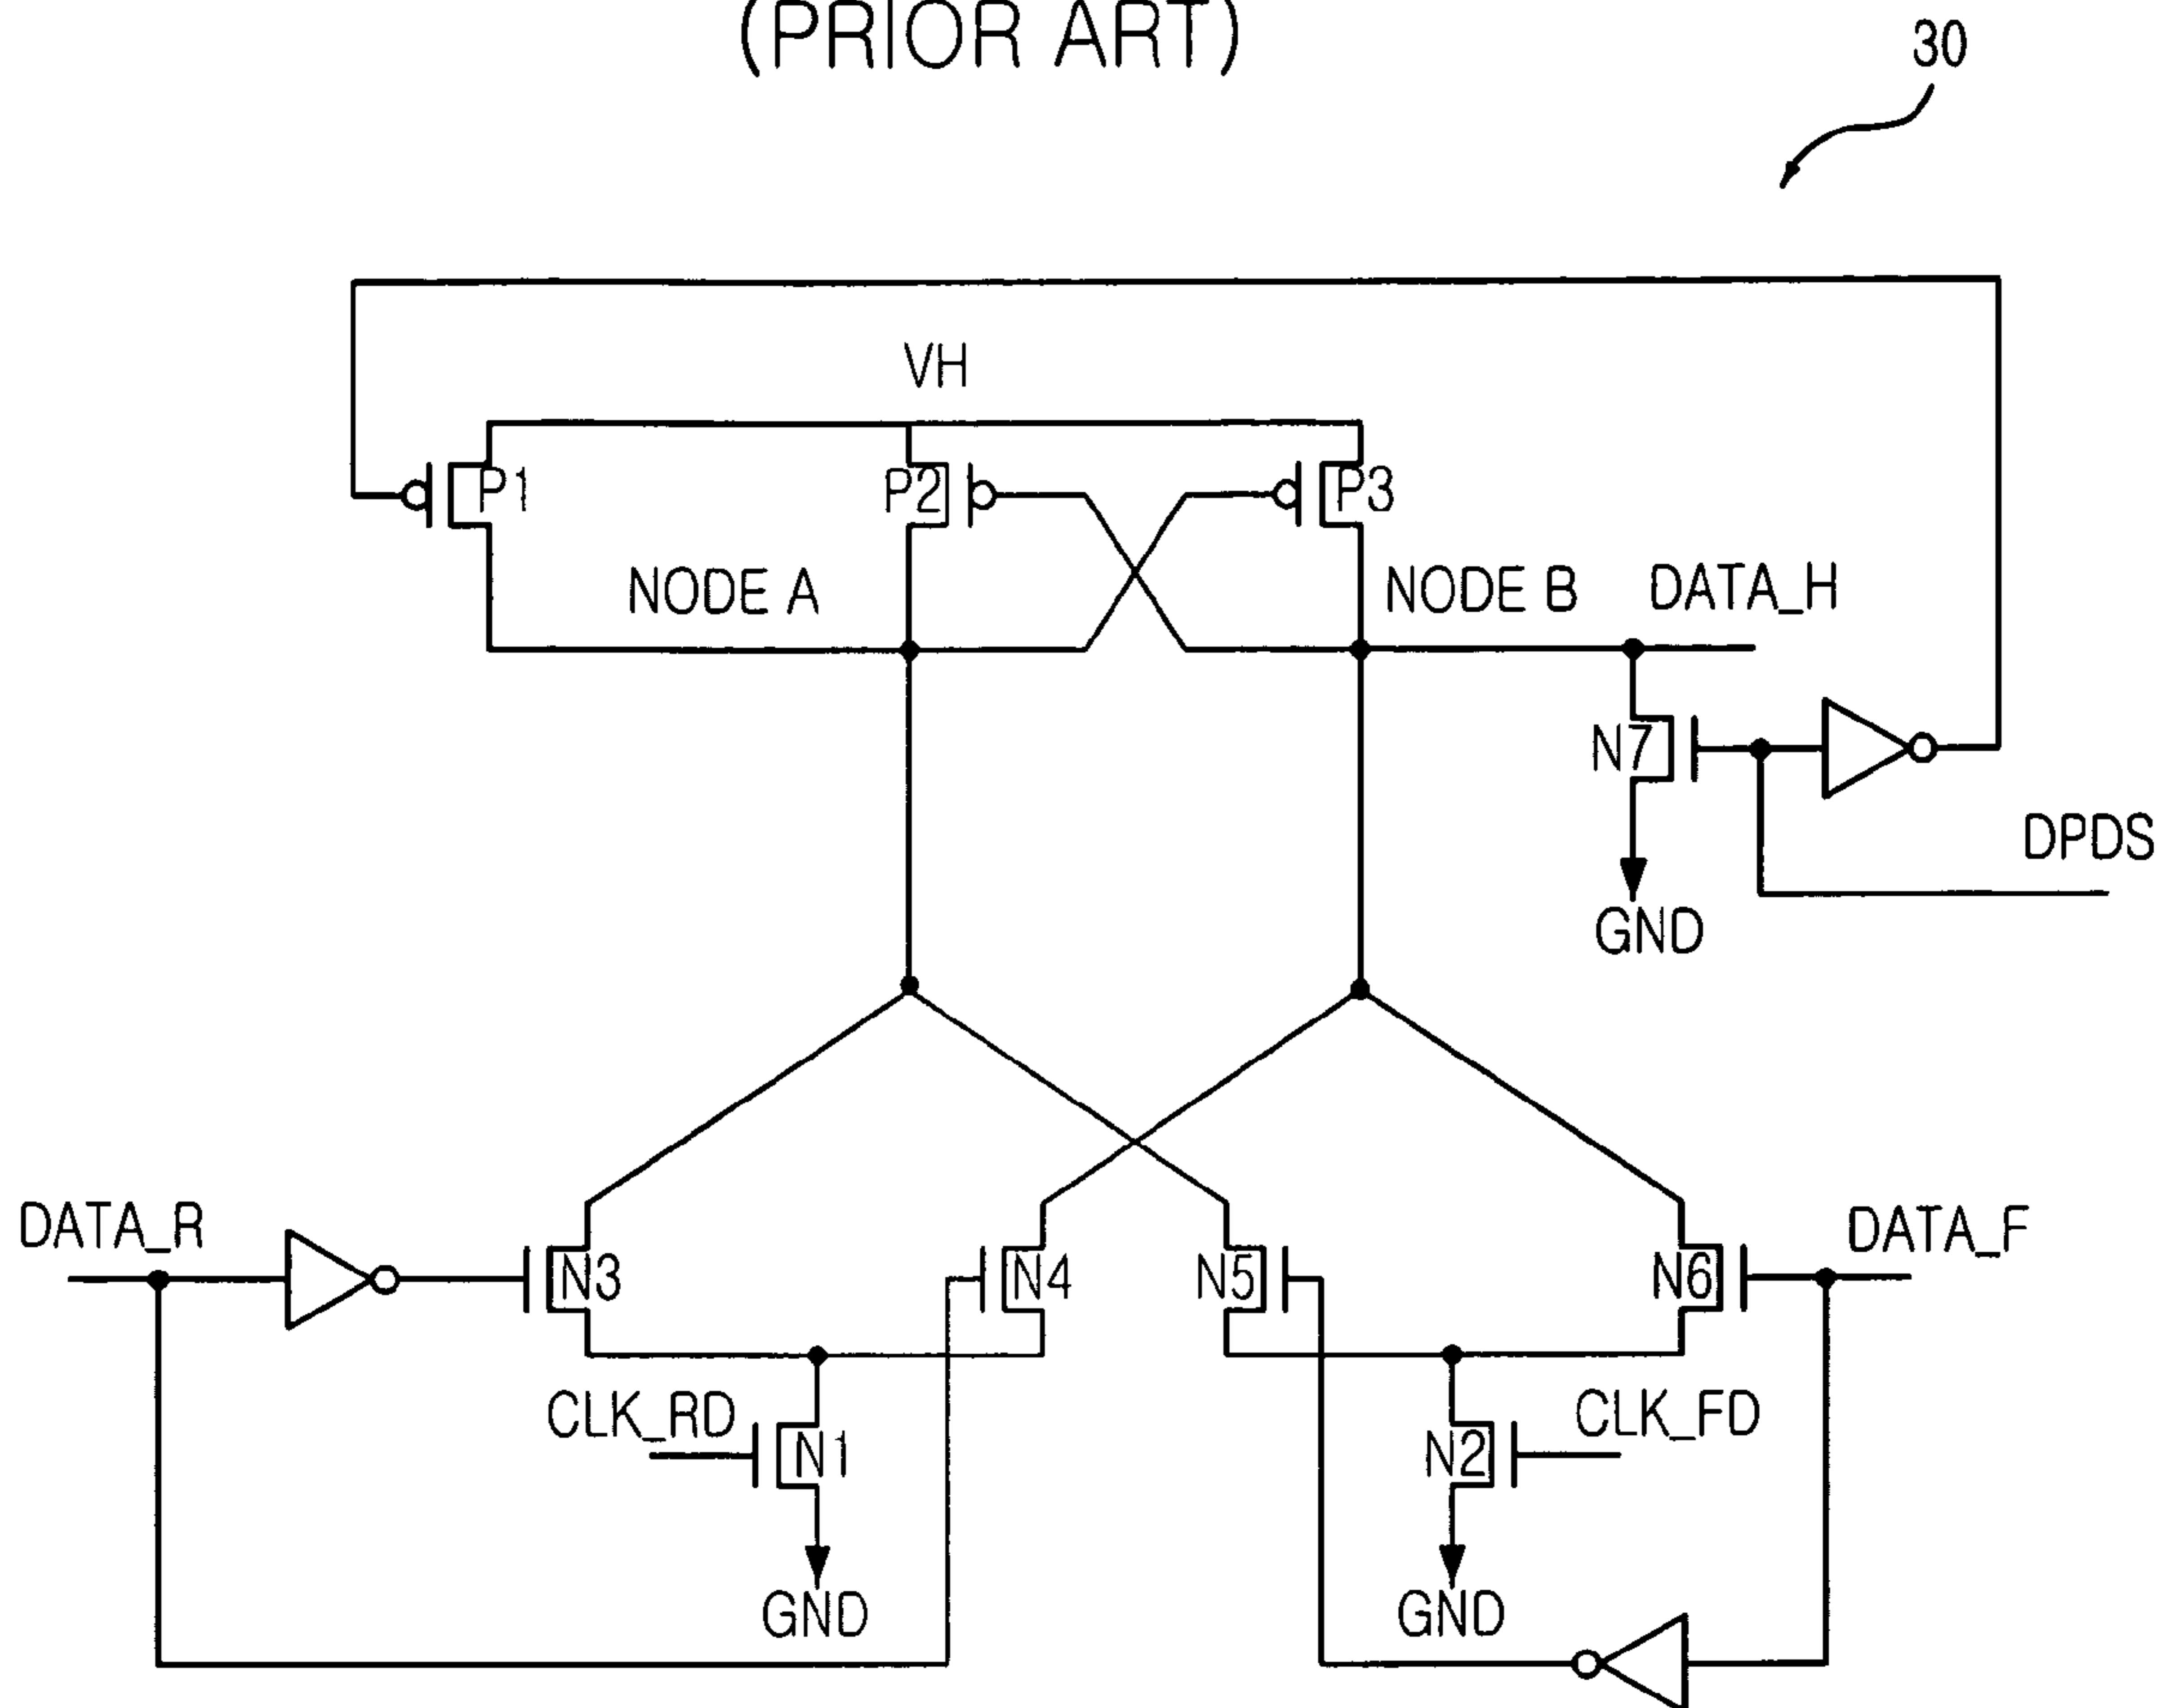 (PRIOR ART)
30
VH
P1
P2
P3
NODE A
NODE B
DATA_H
N7
DPDS
GND
DATA_R
N3
N4
N5
N6
DATA_F
CLK_RD
N1
N2
CLK_FD
GND
GND